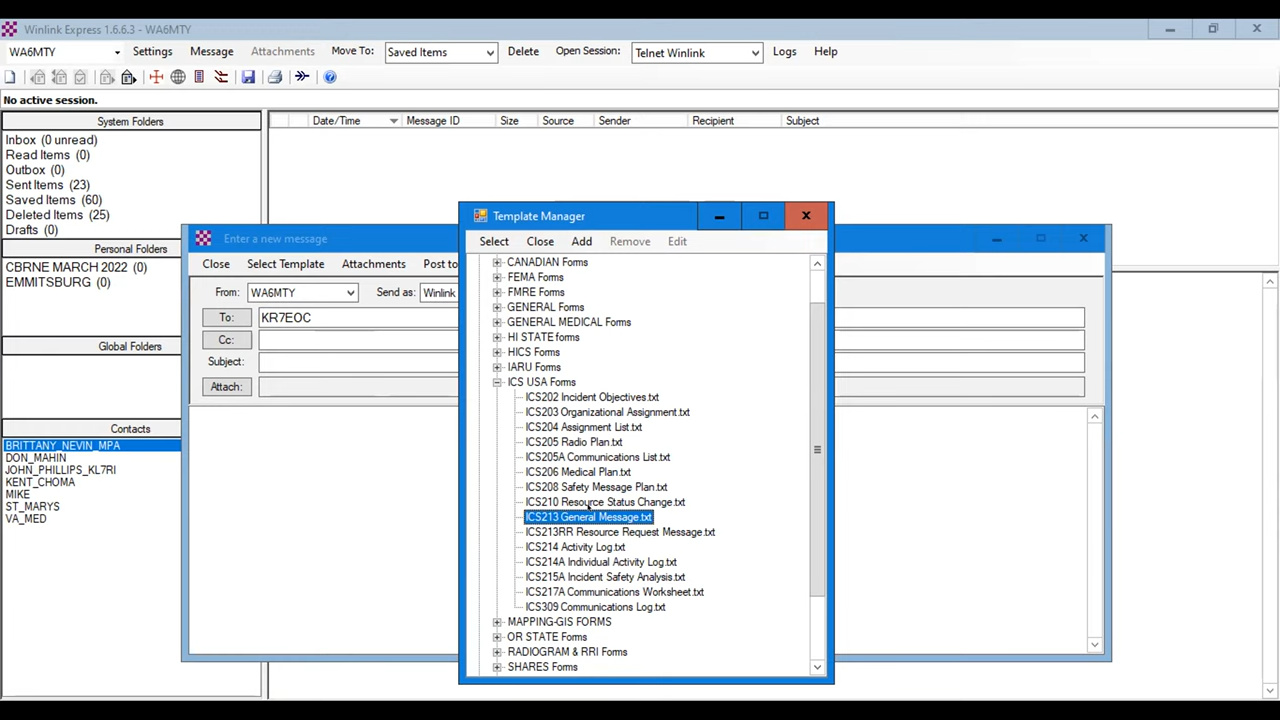 Winlink Express 1.6.6.3 - WA6MTY
WA6MTY Settings Message Attachments Move To: Saved Items Delete Open Session: Telnet Winlink Logs Help
No active session.
System Folders
Inbox (0 unread)
Read Items (0)
Outbox (0)
Sent Items (23)
Saved Items (60)
Deleted Items (25)
Drafts (0)
Personal Folders
CBRNE MARCH 2022 (0)
EMMITSBURG (0)
Global Folders
Contacts
BRITTANY_NEVIN_MPA
DON_MAHIN
JOHN_PHILLIPS_KL7RI
KENT_CHOMA
MIKE
ST_MARYS
VA_MED
Date/Time Message ID Size Source Sender Recipient Subject
Enter a new message
Close Select Template Attachments Post to
From: WA6MTY Send as: Winlink
To: KR7EOC
Cc:
Subject:
Attach:
Template Manager
Select Close Add Remove Edit
CANADIAN Forms
FEMA Forms
FMRE Forms
GENERAL Forms
GENERAL MEDICAL Forms
HI STATE forms
HICS Forms
IARU Forms
ICS USA Forms
ICS202 Incident Objectives.txt
ICS203 Organizational Assignment.txt
ICS204 Assignment List.txt
ICS205 Radio Plan.txt
ICS205A Communications List.txt
ICS206 Medical Plan.txt
ICS208 Safety Message Plan.txt
ICS210 Resource Status Change.txt
ICS213 General Message.txt
ICS213RR Resource Request Message.txt
ICS214 Activity Log.txt
ICS214A Individual Activity Log.txt
ICS215A Incident Safety Analysis.txt
ICS217A Communications Worksheet.txt
ICS309 Communications Log.txt
MAPPING-GIS FORMS
OR STATE Forms
RADIOGRAM & RRI Forms
SHARES Forms